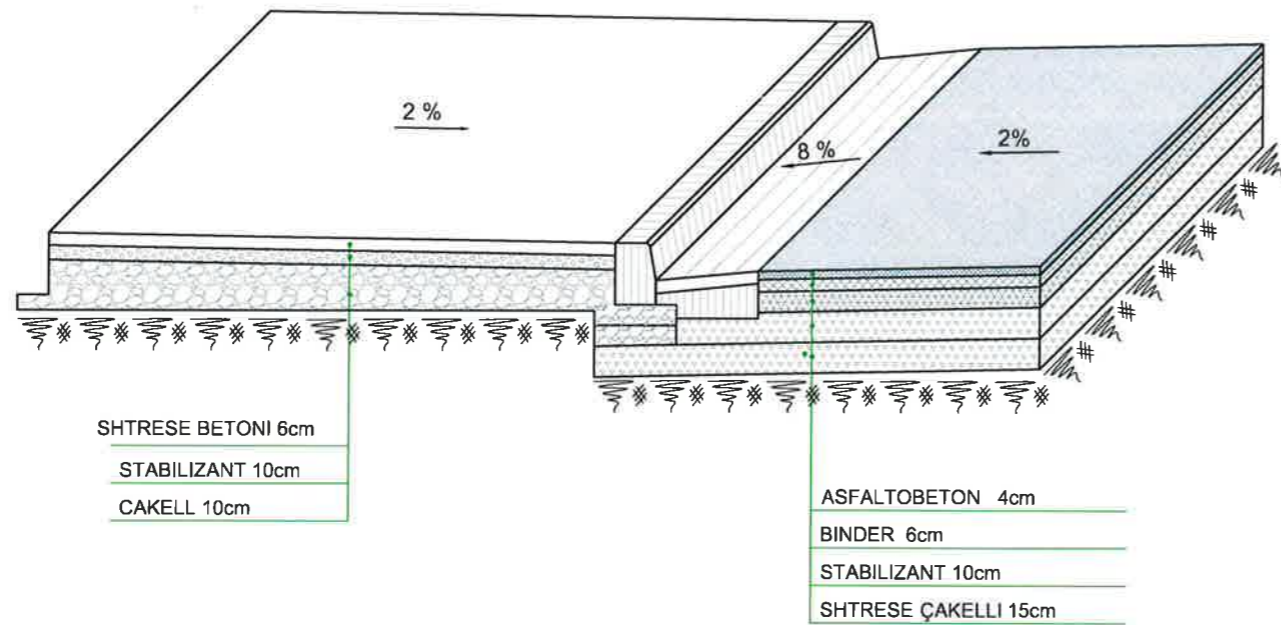 2 %
8 %
2%
SHTRESE BETONI 6cm
STABILIZANT 10cm
CAKELL 10cm
ASFALTOBETON 4cm
BINDER 6cm
STABILIZANT 10cm
SHTRESE ÇAKELLI 15cm